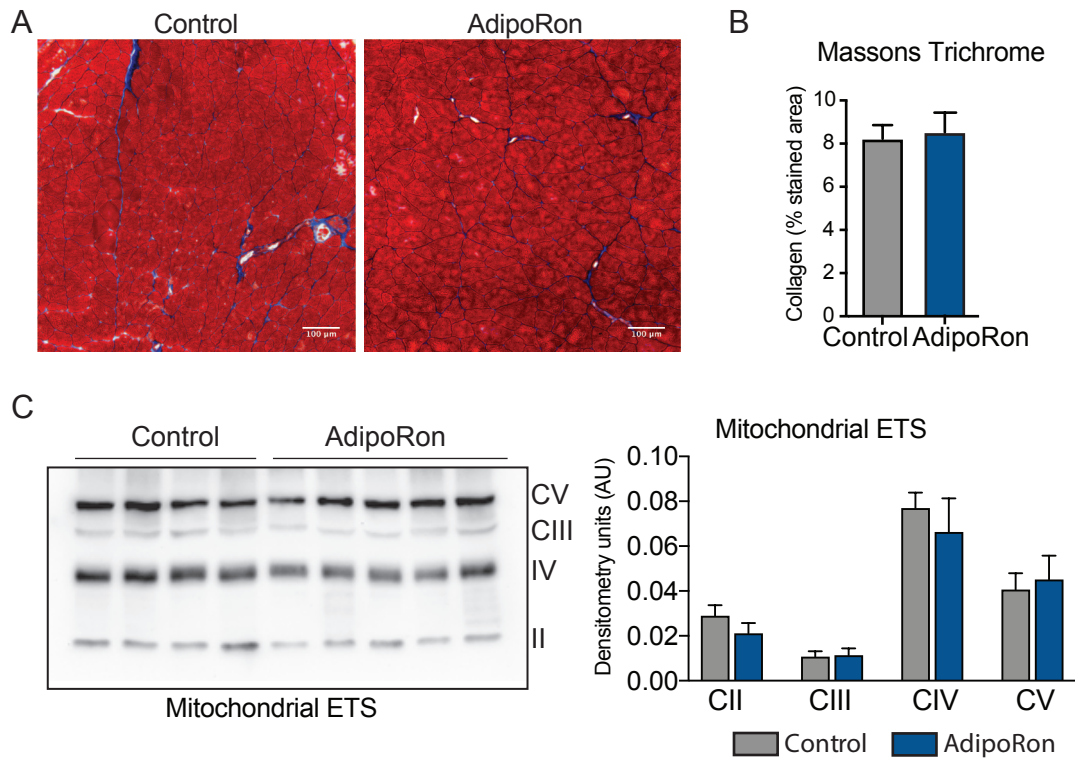 A
Control
AdipoRon
100 µm
100 µm
B
Massons Trichrome
Collagen (% stained area)
10
8
6
4
2
0
Control AdipoRon
C
Control
AdipoRon
CV
CIII
IV
II
Mitochondrial ETS
Mitochondrial ETS
Densitometry units (AU)
0.10
0.08
0.06
0.04
0.02
0.00
CII CIII CIV CV
Control AdipoRon